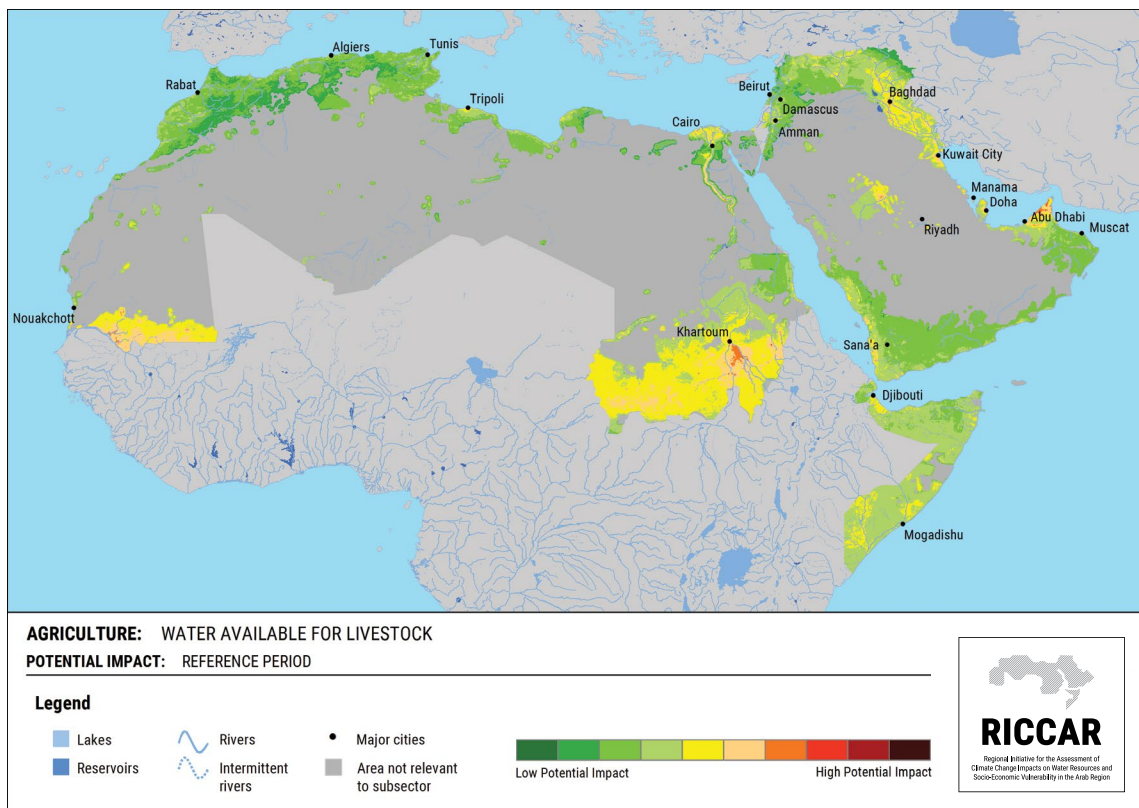 Algiers
Tunis
Rabat
Tripoli
Beirut
Damascus
Amman
Baghdad
Cairo
Kuwait City
Manama
Doha
Abu Dhabi
Muscat
Riyadh
Nouakchott
Khartoum
Sana'a
Djibouti
Mogadishu
AGRICULTURE: WATER AVAILABLE FOR LIVESTOCK
POTENTIAL IMPACT: REFERENCE PERIOD
Legend
Lakes
Reservoirs
Rivers
Intermittent
rivers
Major cities
Area not relevant
to subsector
Low Potential Impact
High Potential Impact
RICCAR
Regional Initiative for the Assessment of
Climate Change Impacts on Water Resources and
Socio-Economic Vulnerability in the Arab Region